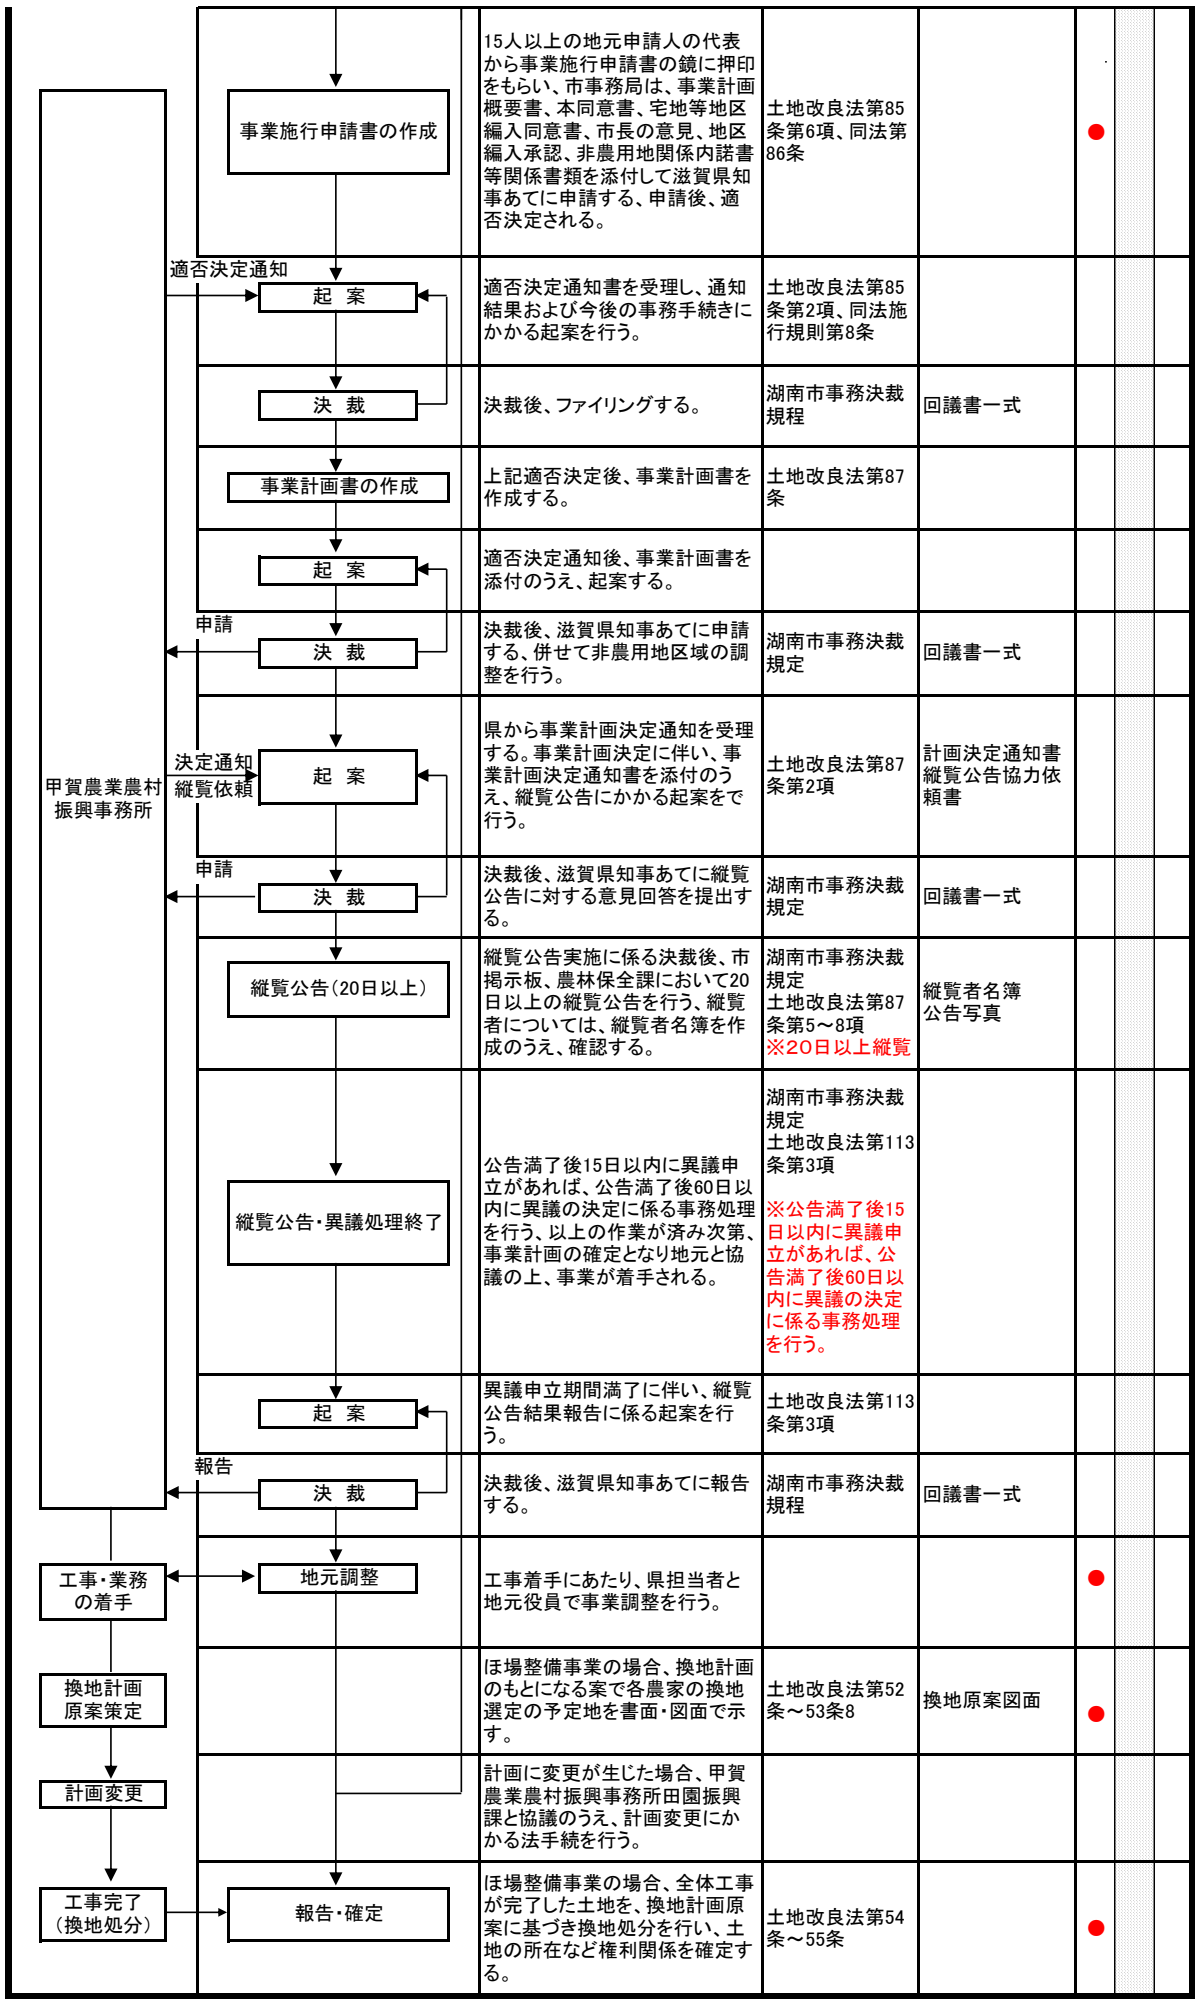 15人以上の地元申請人の代表
から事業施行申請書の鏡に押印
をもらい、市事務局は、事業計画
概要書、本同意書、宅地等地区
編入同意書、市長の意見、地区
編入承認、非農用地関係内諾書
等関係書類を添付して滋賀県知
事あてに申請する、申請後、適
否決定される。
事業施行申請書の作成
土地改良法第85
条第6項、同法第
86条
●
適否決定通知
起 案
適否決定通知書を受理し、通知
結果および今後の事務手続きに
かかる起案を行う。
土地改良法第85
条第2項、同法施
行規則第8条
決 裁
決裁後、ファイリングする。
湖南市事務決裁
規程
回議書一式
事業計画書の作成
上記適否決定後、事業計画書を
作成する。
土地改良法第87
条
起 案
適否決定通知後、事業計画書を
添付のうえ、起案する。
申請
決 裁
決裁後、滋賀県知事あてに申請
する、併せて非農用地区域の調
整を行う。
湖南市事務決裁
規定
回議書一式
甲賀農業農村
振興事務所
決定通知
縦覧依頼
起 案
県から事業計画決定通知を受理
する。事業計画決定に伴い、事
業計画決定通知書を添付のう
え、縦覧公告にかかる起案をで
行う。
土地改良法第87
条第2項
計画決定通知書
縦覧公告協力依
頼書
申請
決 裁
決裁後、滋賀県知事あてに縦覧
公告に対する意見回答を提出す
る。
湖南市事務決裁
規定
回議書一式
縦覧公告(20日以上)
縦覧公告実施に係る決裁後、市
掲示板、農林保全課において20
日以上の縦覧公告を行う、縦覧
者については、縦覧者名簿を作
成のうえ、確認する。
湖南市事務決裁
規定
土地改良法第87
条第5～8項
※２０日以上縦覧
縦覧者名簿
公告写真
縦覧公告・異議処理終了
公告満了後15日以内に異議申
立があれば、公告満了後60日以
内に異議の決定に係る事務処理
を行う、以上の作業が済み次第、
事業計画の確定となり地元と協
議の上、事業が着手される。
湖南市事務決裁
規定
土地改良法第113
条第3項
※公告満了後15
日以内に異議申
立があれば、公
告満了後60日以
内に異議の決定
に係る事務処理
を行う。
起 案
異議申立期間満了に伴い、縦覧
公告結果報告に係る起案を行
う。
土地改良法第113
条第3項
報告
決 裁
決裁後、滋賀県知事あてに報告
する。
湖南市事務決裁
規程
回議書一式
工事・業務
の着手
地元調整
工事着手にあたり、県担当者と
地元役員で事業調整を行う。
●
換地計画
原案策定
ほ場整備事業の場合、換地計画
のもとになる案で各農家の換地
選定の予定地を書面・図面で示
す。
土地改良法第52
条～53条8
換地原案図面
●
計画変更
計画に変更が生じた場合、甲賀
農業農村振興事務所田園振興
課と協議のうえ、計画変更にか
かる法手続を行う。
工事完了
(換地処分)
報告・確定
ほ場整備事業の場合、全体工事
が完了した土地を、換地計画原
案に基づき換地処分を行い、土
地の所在など権利関係を確定す
る。
土地改良法第54
条～55条
●